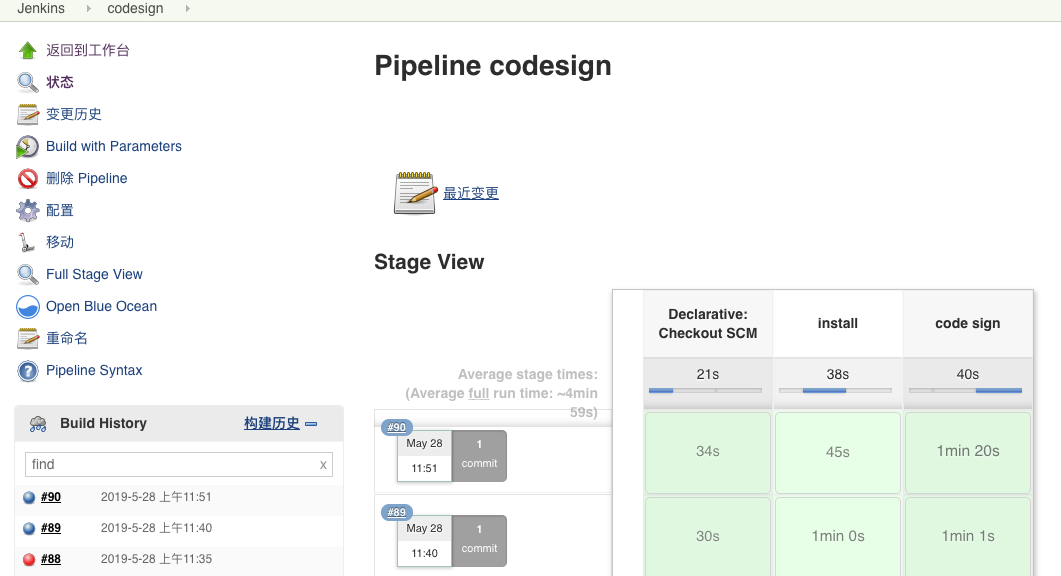 Jenkins codesign
返回到工作台
状态
变更历史
Build with Parameters
删除 Pipeline
配置
移动
Full Stage View
Open Blue Ocean
重命名
Pipeline Syntax
Build History 构建历史
find x
#90 2019-5-28 上午11:51
#89 2019-5-28 上午11:40
#88 2019-5-28 上午11:35
Pipeline codesign
最近变更
Stage View
Declarative:
Checkout SCM
install
code sign
Average stage times:
(Average full run time: ~4min
59s)
21s 38s 40s
#90
May 28
11:51
1
commit
34s 45s 1min 20s
#89
May 28
11:40
1
commit
30s 1min 0s 1min 1s